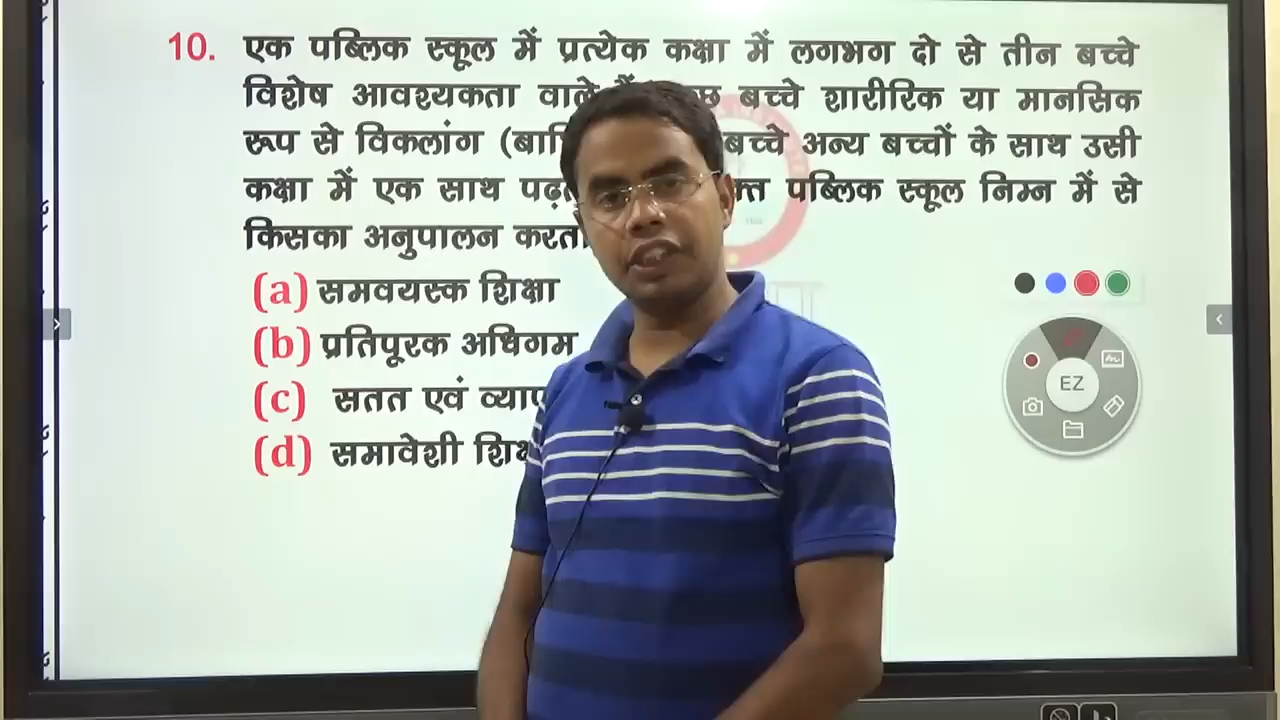 10. एक पब्लिक स्कूल में प्रत्येक कक्षा में लगभग दो से तीन बच्चे
विशेष आवश्यकता वाले बच्चे शारीरिक या मानसिक
रूप से विकलांग बच्चे अन्य बच्चों के साथ उसी
कक्षा में एक साथ पब्लिक स्कूल निम्न में से
किसका अनुपालन
(a) समवयस्क शिक्षा
(b) प्रतिपूरक अधिगम
(c) सतत एवं
(d) समावेशी
EZ